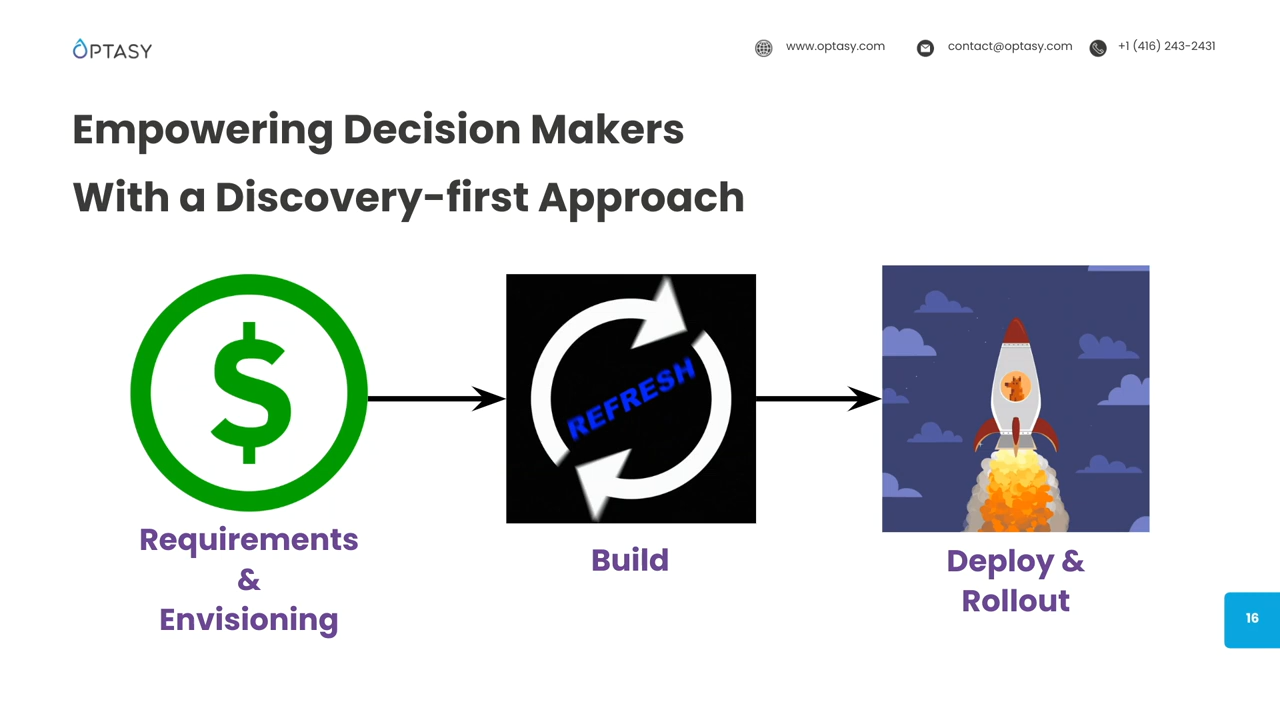 OPTASY
www.optasy.com
contact@optasy.com
+1 (416) 243-2431
Empowering Decision Makers
With a Discovery-first Approach
$
REFRESH
Requirements
&
Envisioning
Build
Deploy &
Rollout
16